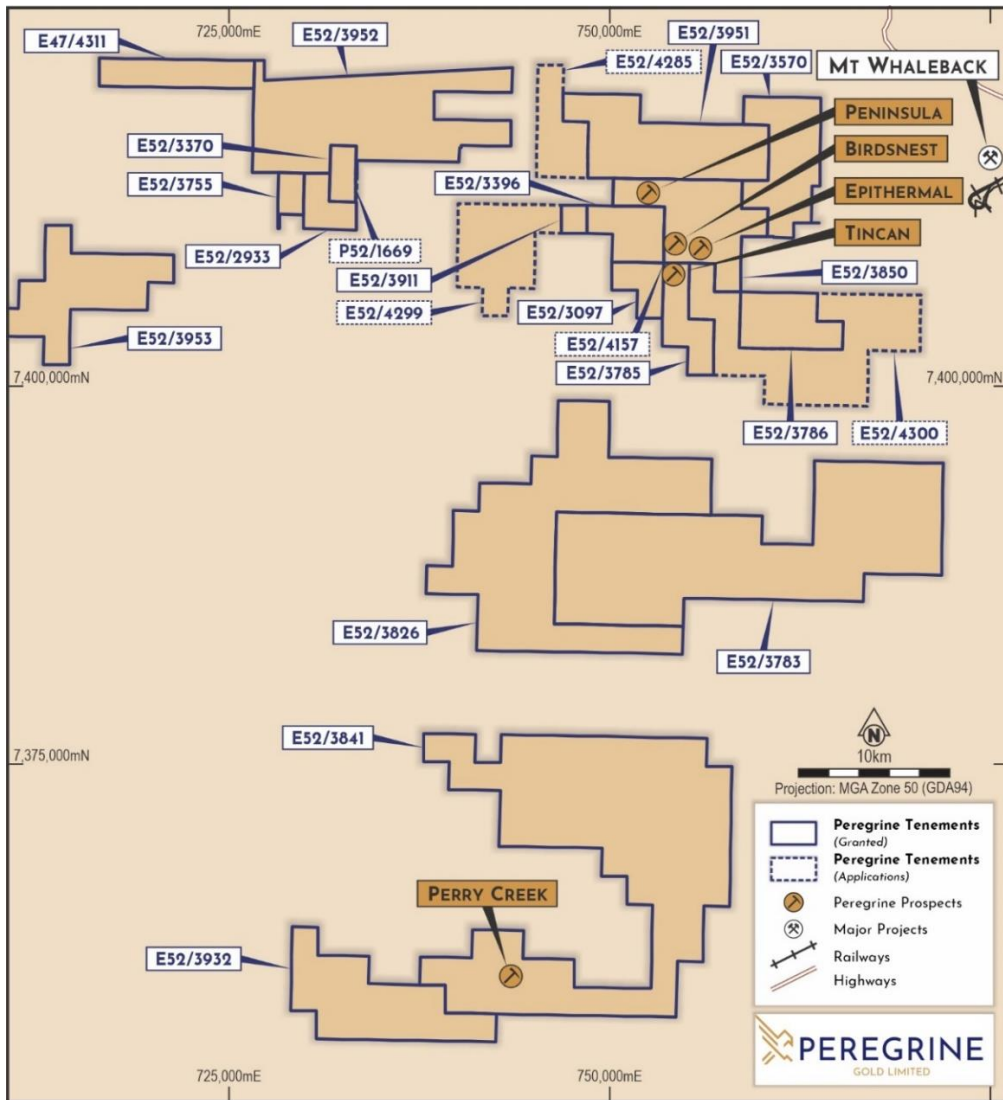 725,000mE
750,000mE
E47/4311
E52/3952
E52/3951
E52/4285
E52/3570
MT WHALEBACK
PENINSULA
E52/3370
BIRDSNEST
E52/3755
E52/3396
EPITHERMAL
TINCAN
E52/2933
P52/1669
E52/3911
E52/3850
E52/4299
E52/3097
E52/3953
E52/4157
E52/3785
7,400,000mN
7,400,000mN
E52/3786
E52/4300
E52/3826
E52/3783
E52/3841
N
10km
7,375,000mN
Projection: MGA Zone 50 (GDA94)
Peregrine Tenements
(Granted)
Peregrine Tenements
(Applications)
PERRY CREEK
Peregrine Prospects
Major Projects
E52/3932
Railways
Highways
PEREGRINE
GOLD LIMITED
725,000mE
750,000mE